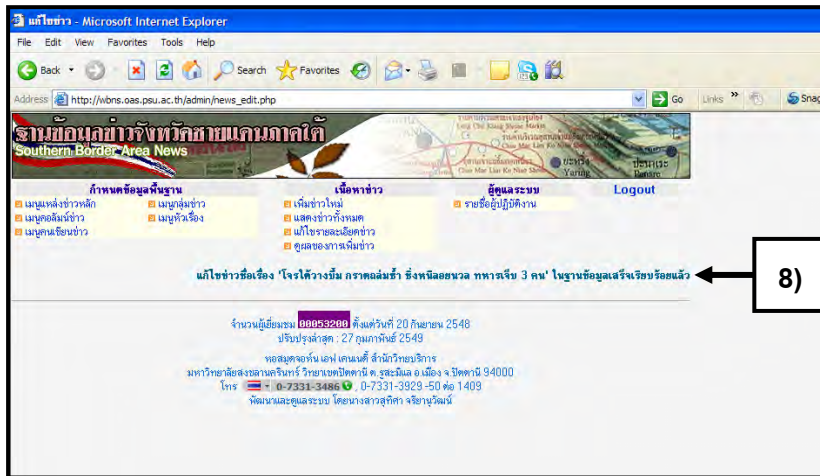 แก้ไขข่าว - Microsoft Internet Explorer
File Edit View Favorites Tools Help
Back Search Favorites
Address http://wbns.oas.psu.ac.th/admin/news_edit.php Go Links Snag
ฐานข้อมูลข่าวจังหวัดชายแดนภาคใต้
Southern Border Area News
กำหนดข้อมูลพื้นฐาน เนื้อหาข่าว ผู้ดูแลระบบ Logout
เมนูแหล่งข่าวหลัก เมนูกลุ่มข่าว เพิ่มข่าวใหม่ รายชื่อผู้ปฏิบัติงาน
เมนูคอลัมน์ข่าว เมนูหัวเรื่อง แสดงข่าวทั้งหมด
เมนูคนเขียนข่าว แก้ไขรายละเอียดข่าว
ดูผลของการเพิ่มข่าว
แก้ไขข่าวชื่อเรื่อง 'โจรใต้วางบึ้ม กราดถล่มซ้ำ ซิ่งหนีลอยนวล ทหารเจ็บ 3 คน' ในฐานข้อมูลเสร็จเรียบร้อยแล้ว
8)
จำนวนผู้เยี่ยมชม 00053200 ตั้งแต่วันที่ 20 กันยายน 2548
ปรับปรุงล่าสุด : 27 กุมภาพันธ์ 2549
หอสมุดจอห์น เอฟ เคนเนดี้ สำนักวิทยบริการ
มหาวิทยาลัยสงขลานครินทร์ วิทยาเขตปัตตานี ต.รูสะมิแล อ.เมือง จ.ปัตตานี 94000
โทร 0-7331-3486 , 0-7331-3929 -50 ต่อ 1409
พัฒนาและดูแลระบบ โดยนางสาวสุทิศา จริยานุวัฒน์